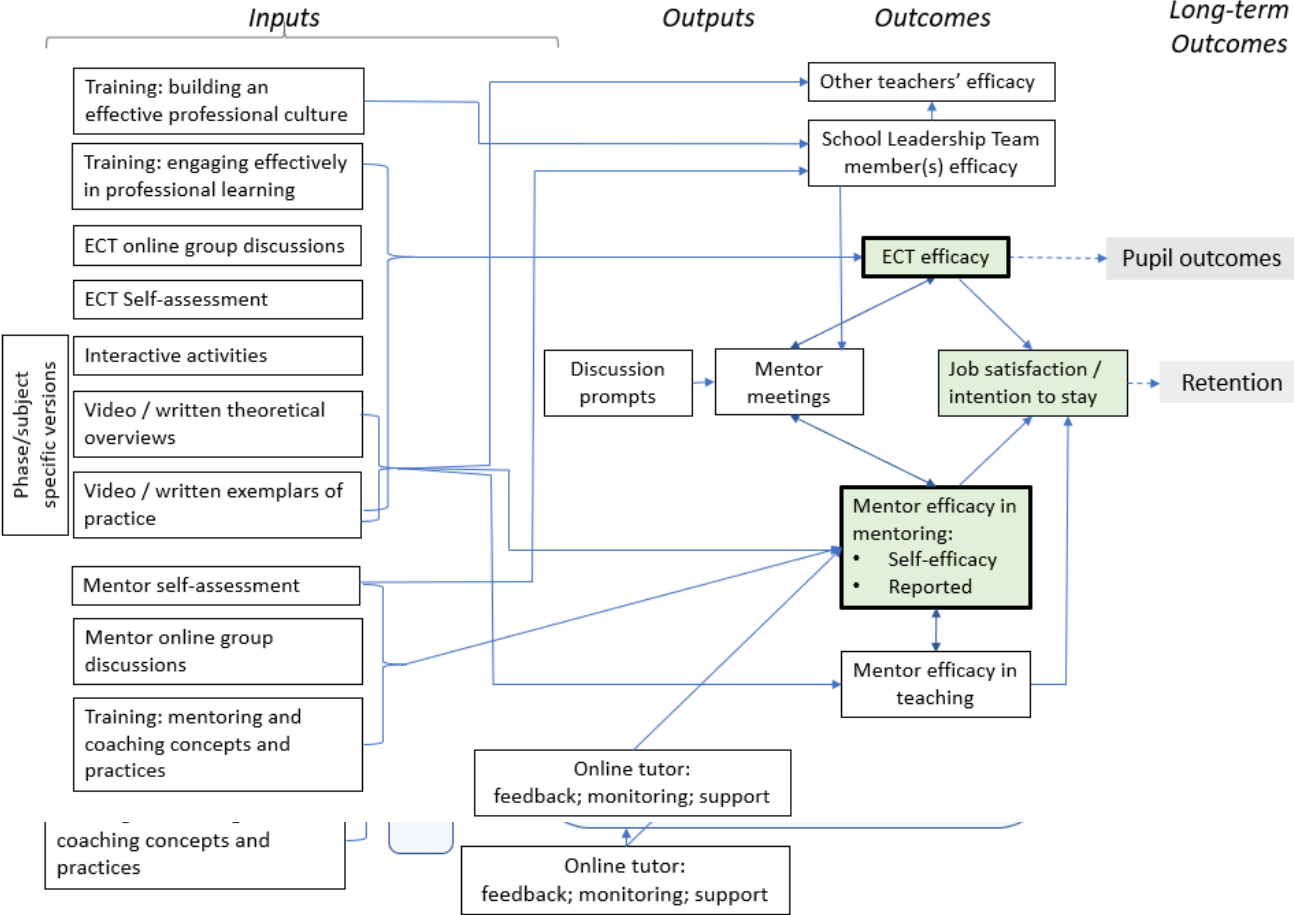 Inputs
Outputs
Outcomes
Long-term
Outcomes
Training: building an
effective professional culture
Training: engaging effectively
in professional learning
ECT online group discussions
ECT Self-assessment
Phase/subject
specific versions
Interactive activities
Video / written theoretical
overviews
Video / written exemplars of
practice
Mentor self-assessment
Mentor online group
discussions
Training: mentoring and
coaching concepts and
practices
Discussion
prompts
Mentor
meetings
Other teachers’ efficacy
School Leadership Team
member(s) efficacy
ECT efficacy
Pupil outcomes
Job satisfaction /
intention to stay
Retention
Mentor efficacy in
mentoring:
• Self-efficacy
• Reported
Mentor efficacy in
teaching
Online tutor:
feedback; monitoring; support
coaching concepts and
practices
Online tutor:
feedback; monitoring; support